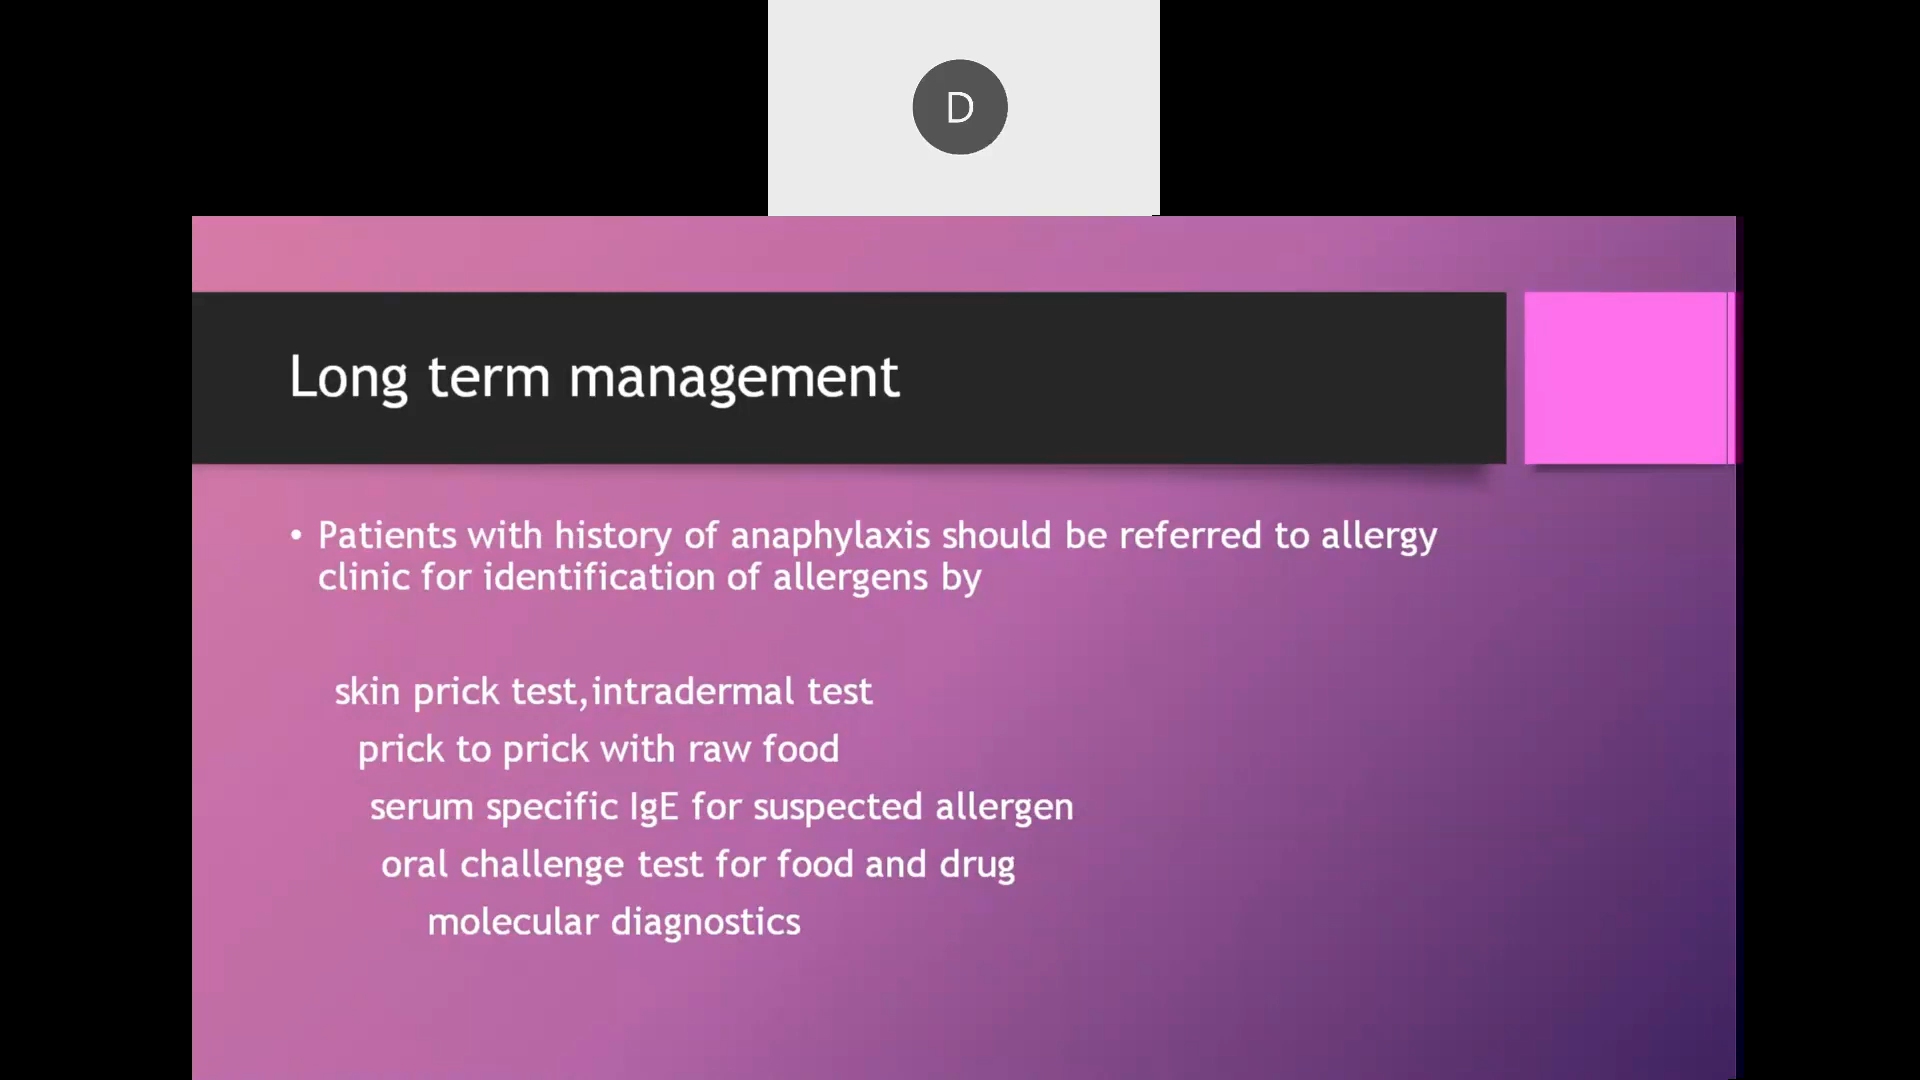 D
Long term management
• Patients with history of anaphylaxis should be referred to allergy
clinic for identification of allergens by
skin prick test,intradermal test
prick to prick with raw food
serum specific IgE for suspected allergen
oral challenge test for food and drug
molecular diagnostics